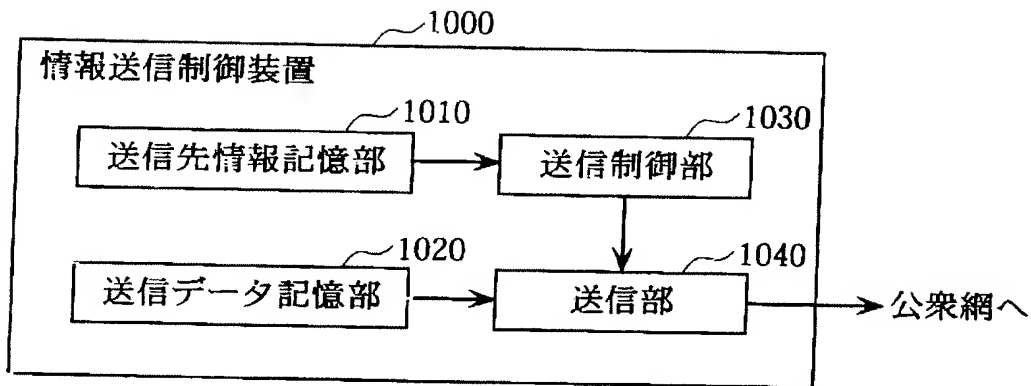 1000
情報送信制御装置
1010
1030
送信先情報記憶部
送信制御部
1020
1040
送信データ記憶部
送信部
公衆網へ